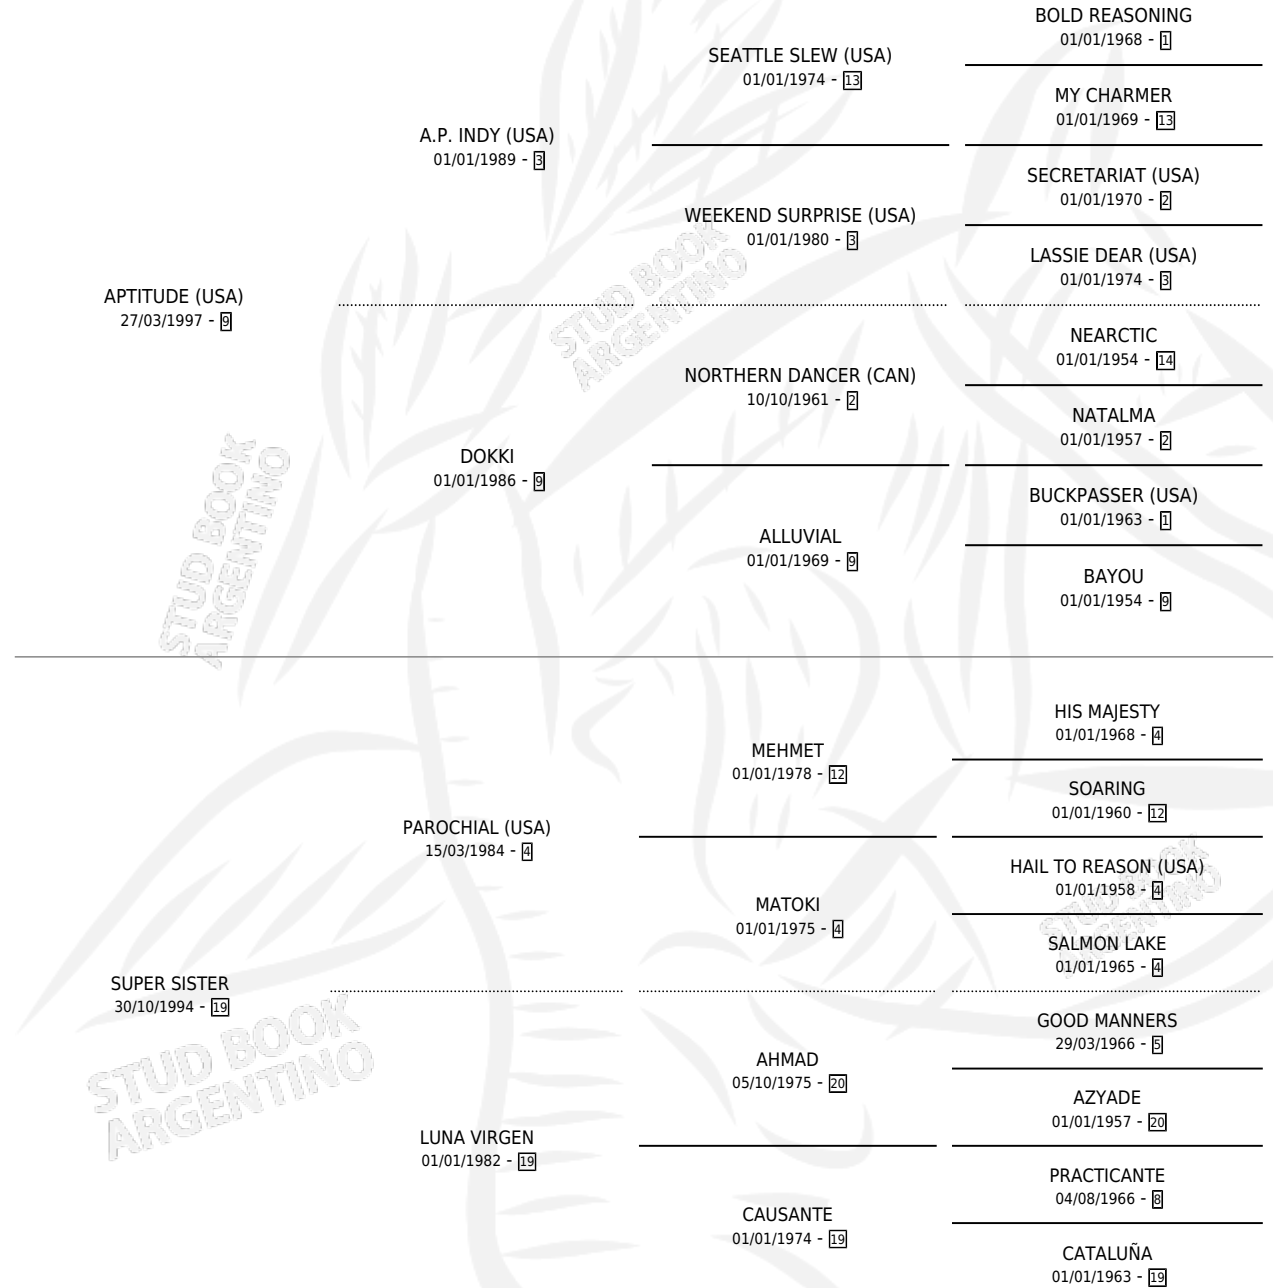 BOLD REASONING
01/01/1968 - 1
SEATTLE SLEW (USA)
01/01/1974 - 13
MY CHARMER
01/01/1969 - 13
A.P. INDY (USA)
01/01/1989 - 3
SECRETARIAT (USA)
01/01/1970 - 2
WEEKEND SURPRISE (USA)
01/01/1980 - 3
LASSIE DEAR (USA)
01/01/1974 - 3
APTITUDE (USA)
27/03/1997 - 9
NEARCTIC
01/01/1954 - 14
NORTHERN DANCER (CAN)
10/10/1961 - 2
NATALMA
01/01/1957 - 2
DOKKI
01/01/1986 - 9
BUCKPASSER (USA)
01/01/1963 - 1
ALLUVIAL
01/01/1969 - 9
BAYOU
01/01/1954 - 9
HIS MAJESTY
01/01/1968 - 4
MEHMET
01/01/1978 - 12
SOARING
01/01/1960 - 12
PAROCHIAL (USA)
15/03/1984 - 4
HAIL TO REASON (USA)
01/01/1958 - 4
MATOKI
01/01/1975 - 4
SALMON LAKE
01/01/1965 - 4
SUPER SISTER
30/10/1994 - 19
GOOD MANNERS
29/03/1966 - 5
AHMAD
05/10/1975 - 20
AZYADE
01/01/1957 - 20
LUNA VIRGEN
01/01/1982 - 19
PRACTICANTE
04/08/1966 - 8
CAUSANTE
01/01/1974 - 19
CATALUÑA
01/01/1963 - 19
STUD BOOK
ARGENTINO
STUD BOOK
ARGENTINO
STUD BOOK
ARGENTINO
STUD BOOK
ARGENTINO